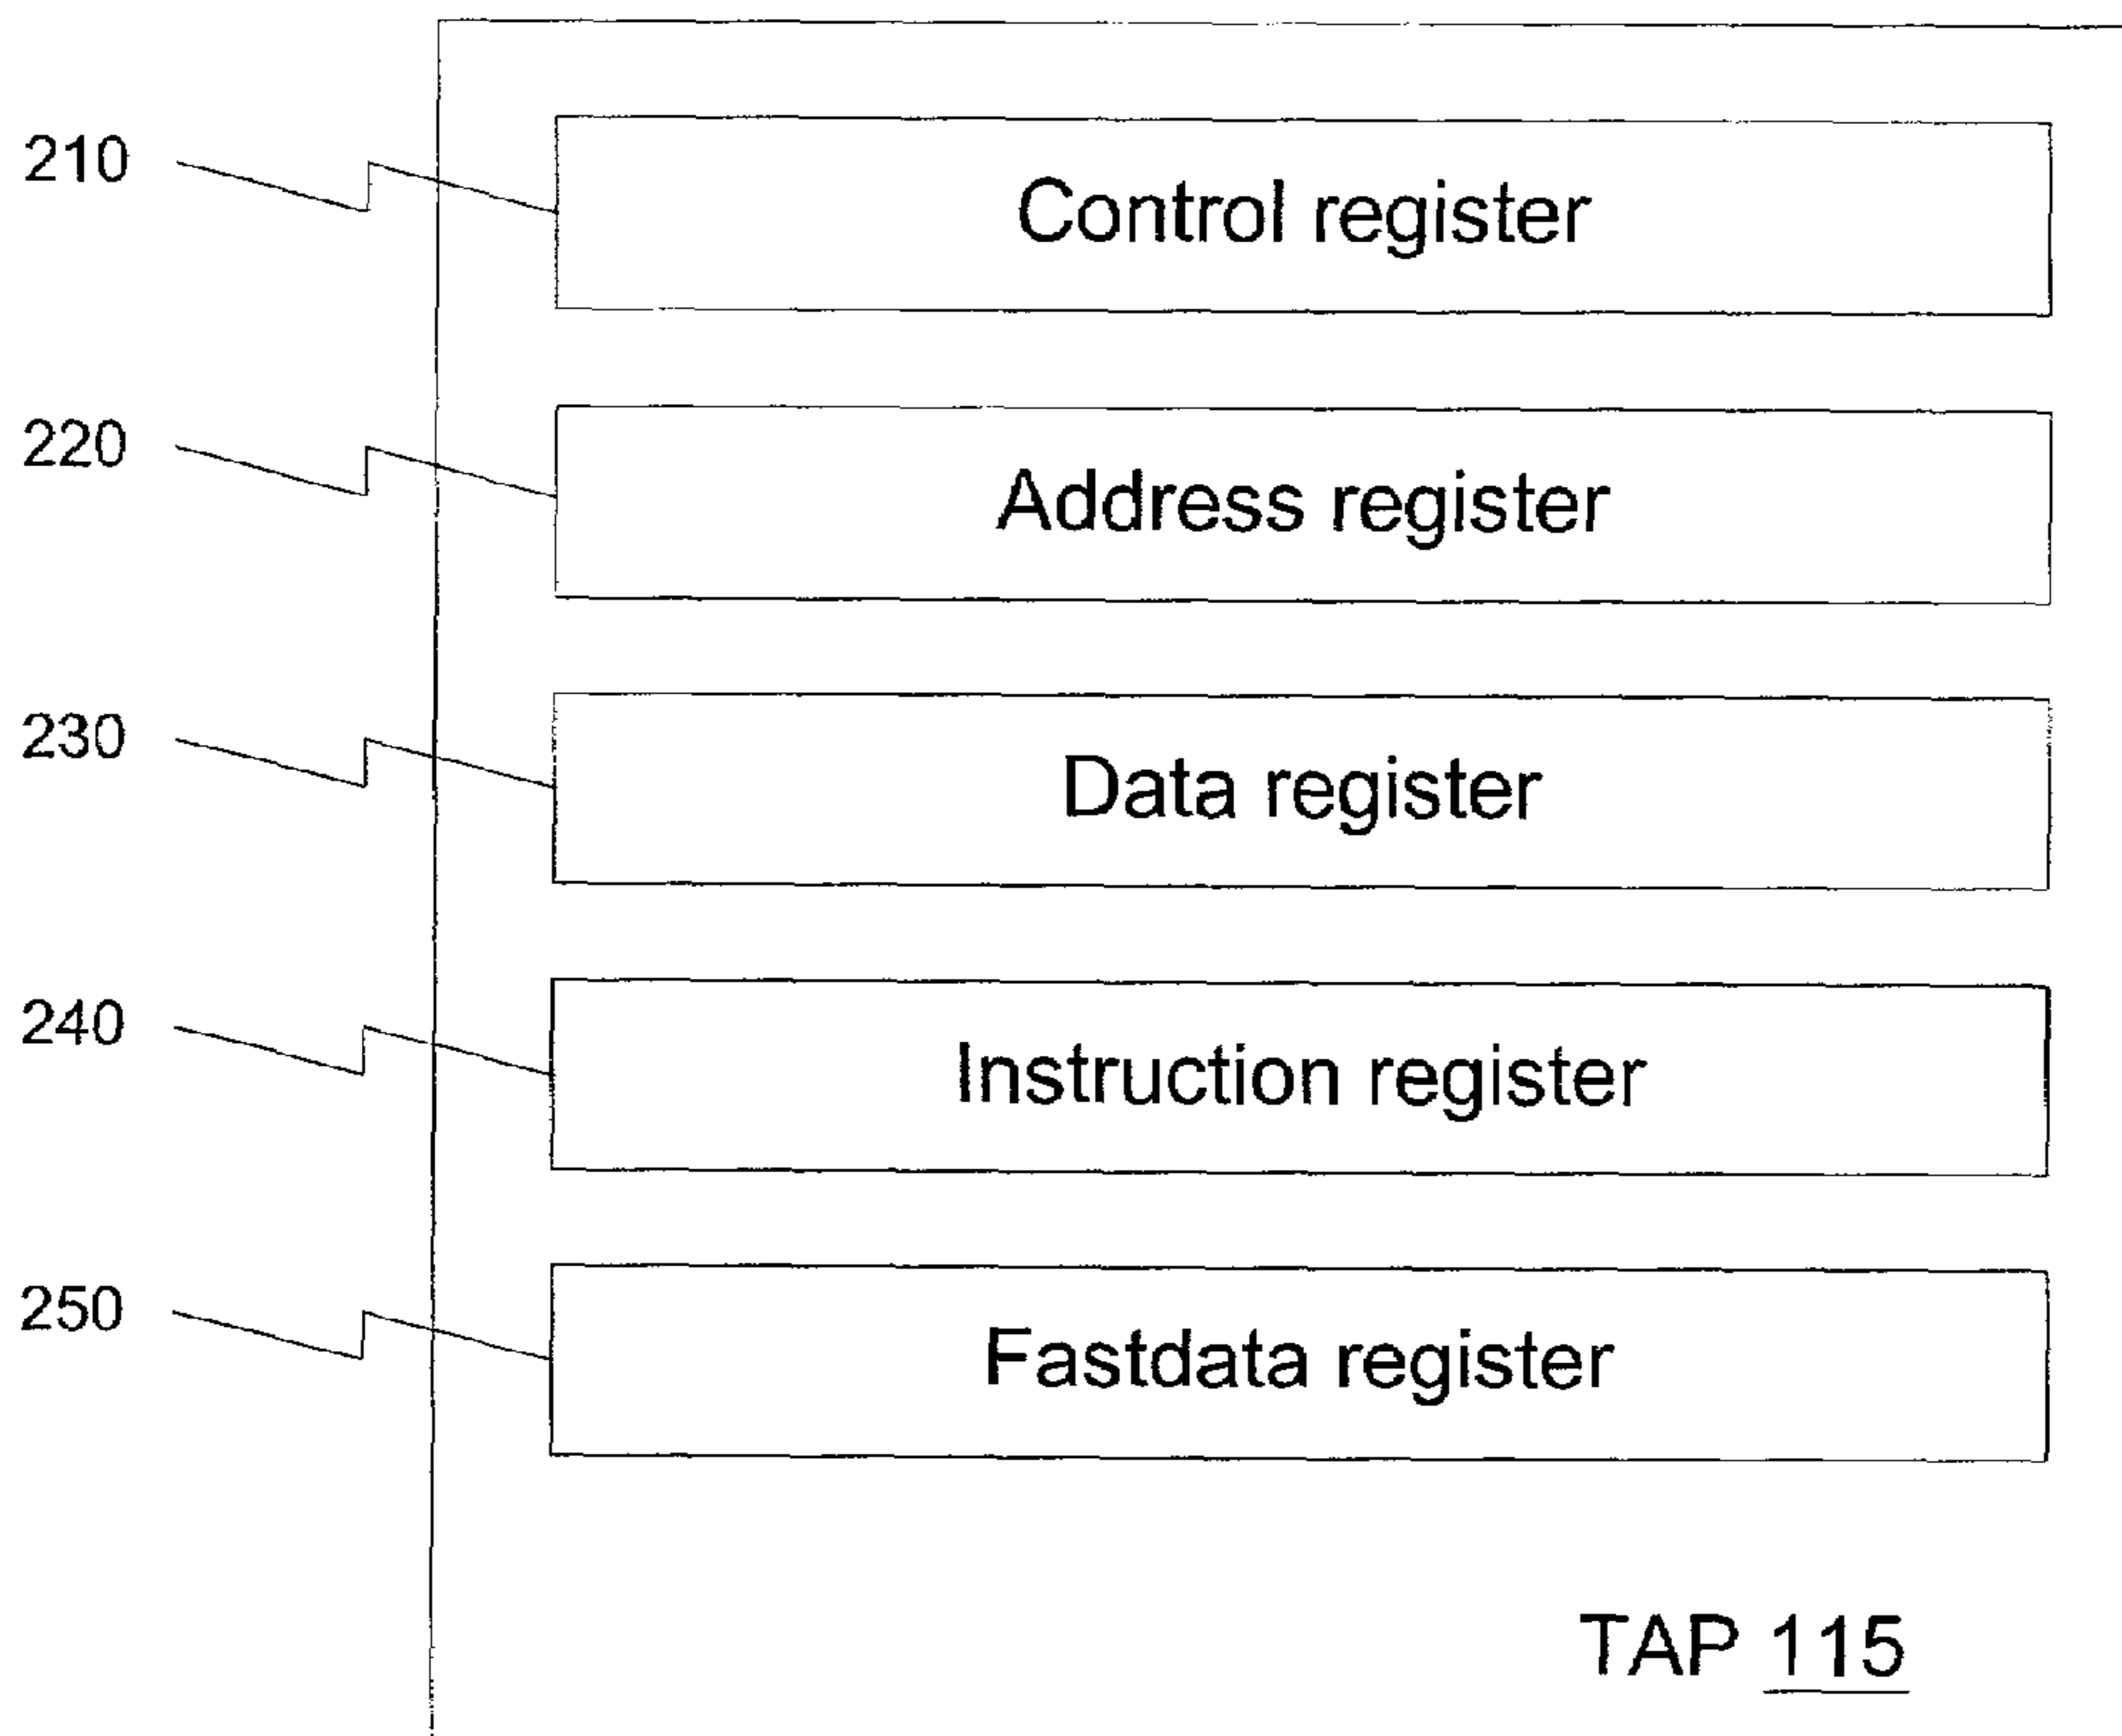 210
Control register
220
Address register
230
Data register
240
Instruction register
250
Fastdata register
TAP 115